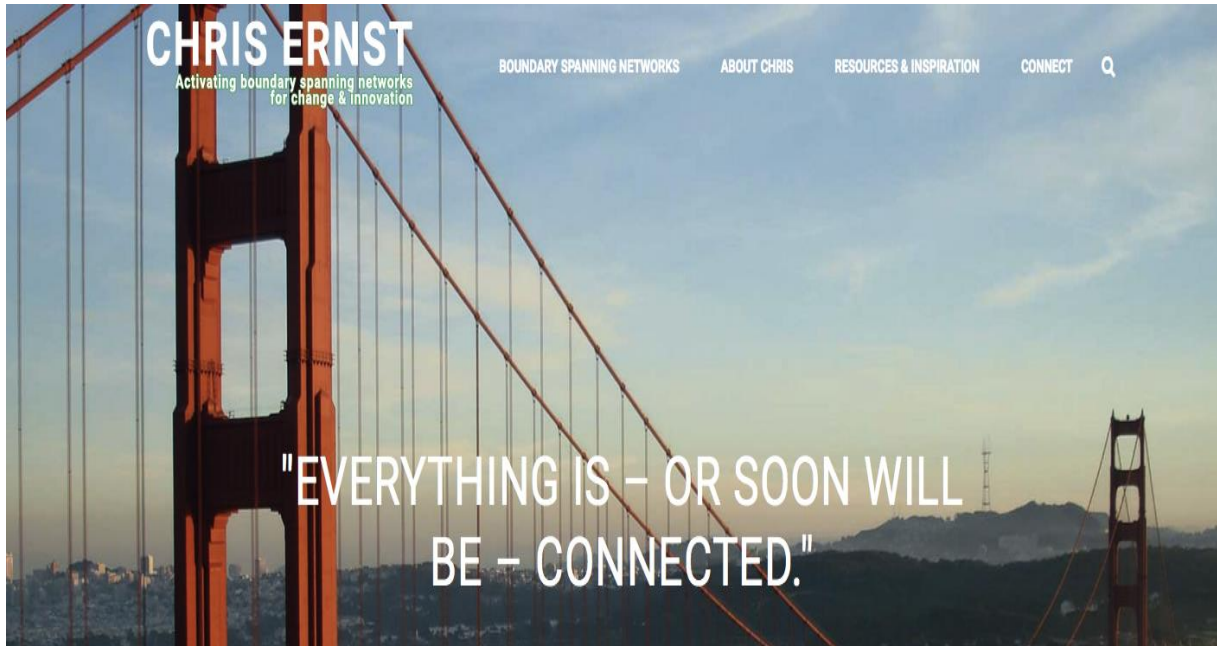 CHRIS ERNST
Activating boundary spanning networks
for change & innovation
BOUNDARY SPANNING NETWORKS
ABOUT CHRIS
RESOURCES & INSPIRATION
CONNECT
"EVERYTHING IS – OR SOON WILL
BE – CONNECTED."